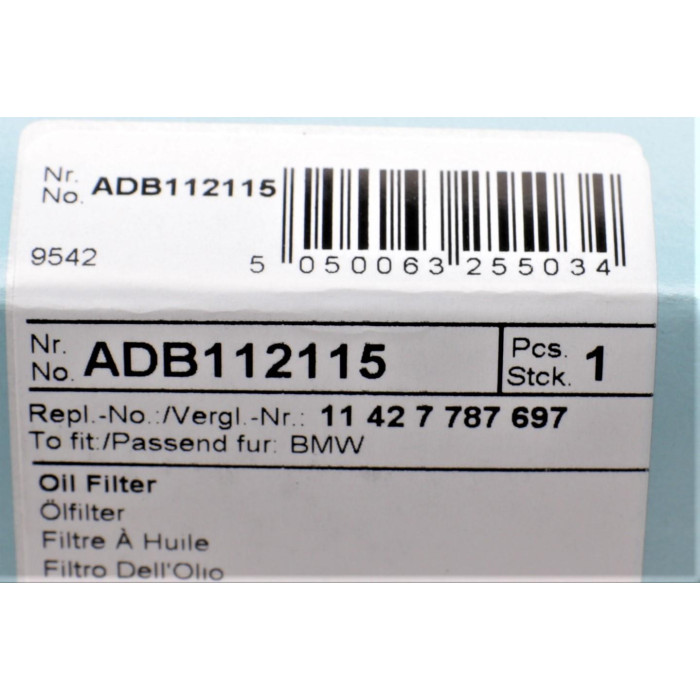 Nr.
No. ADB112115
9542
5 050063 255034
Nr.
No. ADB112115
Pcs.
Stck. 1
Repl.-No.:/Vergl.-Nr.: 11 42 7 787 697
To fit:/Passend fur: BMW
Oil Filter
Ölfilter
Filtre À Huile
Filtro Dell'Olio